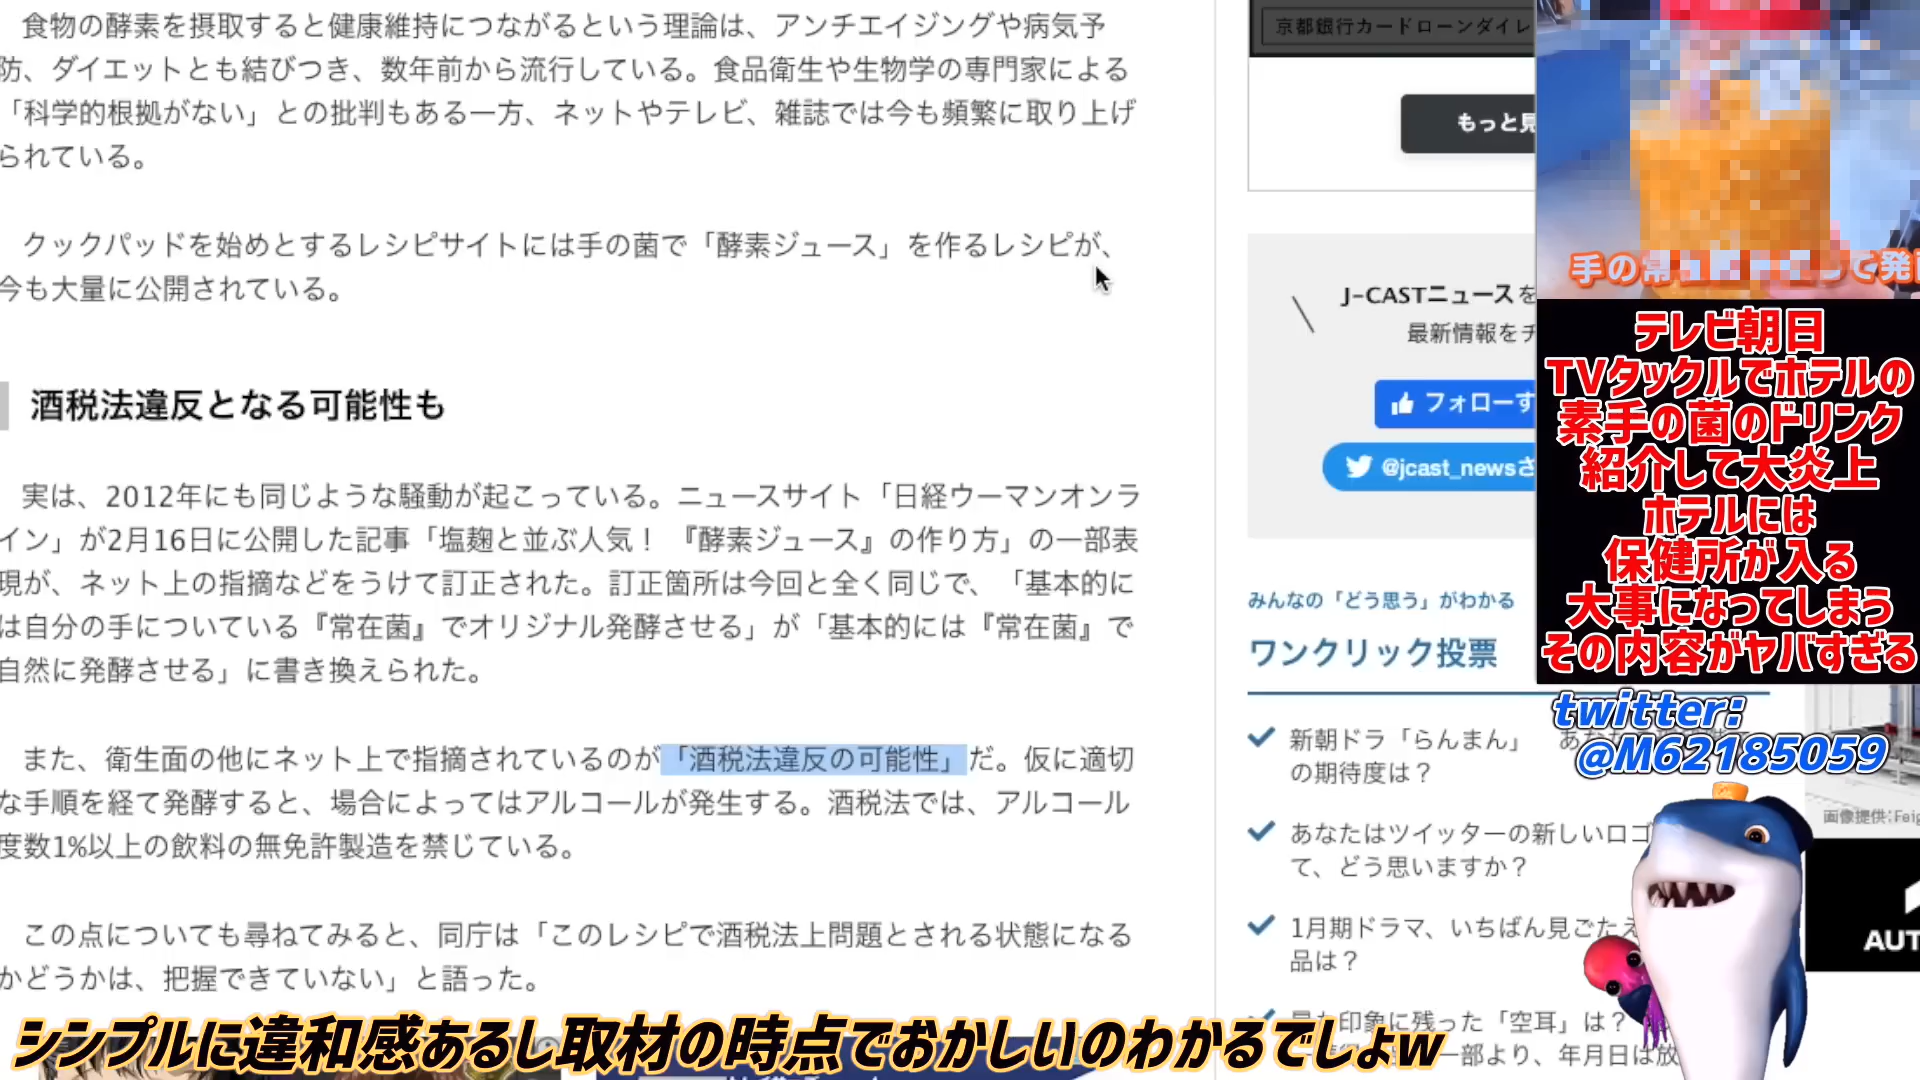 食物の酵素を摂取すると健康維持につながるという理論は、アンチエイジングや病気予
防、ダイエットとも結びつき、数年前から流行している。食品衛生や生物学の専門家による
「科学的根拠がない」との批判もある一方、ネットやテレビ、雑誌では今も頻繁に取り上げ
られている。
クックパッドを始めとするレシピサイトには手の菌で「酵素ジュース」を作るレシピが、
今も大量に公開されている。
酒税法違反となる可能性も
実は、2012年にも同じような騒動が起こっている。ニュースサイト「日経ウーマンオンラ
イン」が2月16日に公開した記事「塩麹と並ぶ人気！『酵素ジュース』の作り方」の一部表
現が、ネット上の指摘などをうけて訂正された。訂正箇所は今回と全く同じで、「基本的に
は自分の手についている『常在菌』でオリジナル発酵させる」が「基本的には『常在菌』で
自然に発酵させる」に書き換えられた。
また、衛生面の他にネット上で指摘されているのが「酒税法違反の可能性」だ。仮に適切
な手順を経て発酵すると、場合によってはアルコールが発生する。酒税法では、アルコール
度数1%以上の飲料の無免許製造を禁じている。
この点についても尋ねてみると、同庁は「このレシピで酒税法上問題とされる状態になる
かどうかは、把握できていない」と語った。
シンプルに違和感あるし取材の時点でおかしいのわかるでしょw
京都銀行カードローンダイレ
もっと見
J-CASTニュースを
最新情報をチ
フォローす
@jcast_newsさ
みんなの「どう思う」がわかる
ワンクリック投票
新朝ドラ「らんまん」 あな
の期待度は？
あなたはツイッターの新しいロゴ
て、どう思いますか？
1月期ドラマ、いちばん見ごたえ
品は？
印象に残った「空耳」は？
一部より、年月日は放
手の常 て発
テレビ朝日
TVタックルでホテルの
素手の菌のドリンク
紹介して大炎上
ホテルには
保健所が入る
大事になってしまう
その内容がヤバすぎる
twitter:
@M62185059
画像提供：Feig
AUT